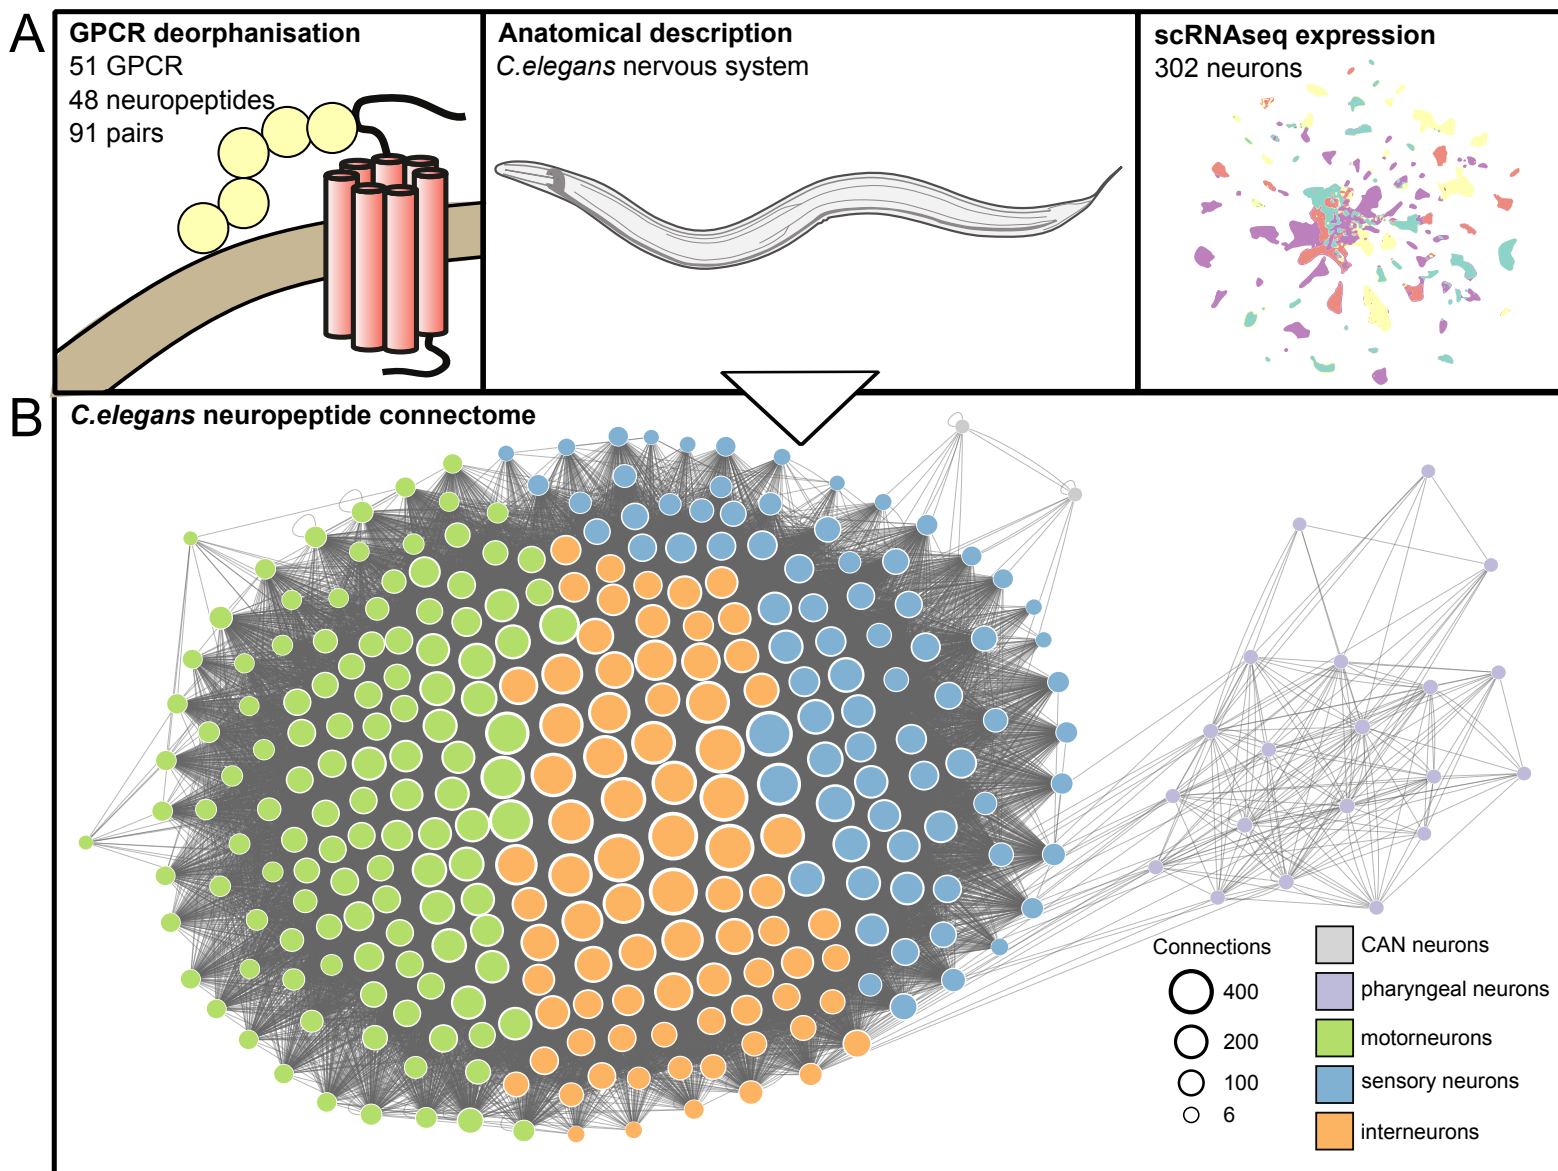 A
GPCR deorphanisation
51 GPCR
48 neuropeptides
91 pairs
Anatomical description
C.elegans nervous system
scRNAseq expression
302 neurons
B
C.elegans neuropeptide connectome
Connections
400
200
100
6
CAN neurons
pharyngeal neurons
motorneurons
sensory neurons
interneurons